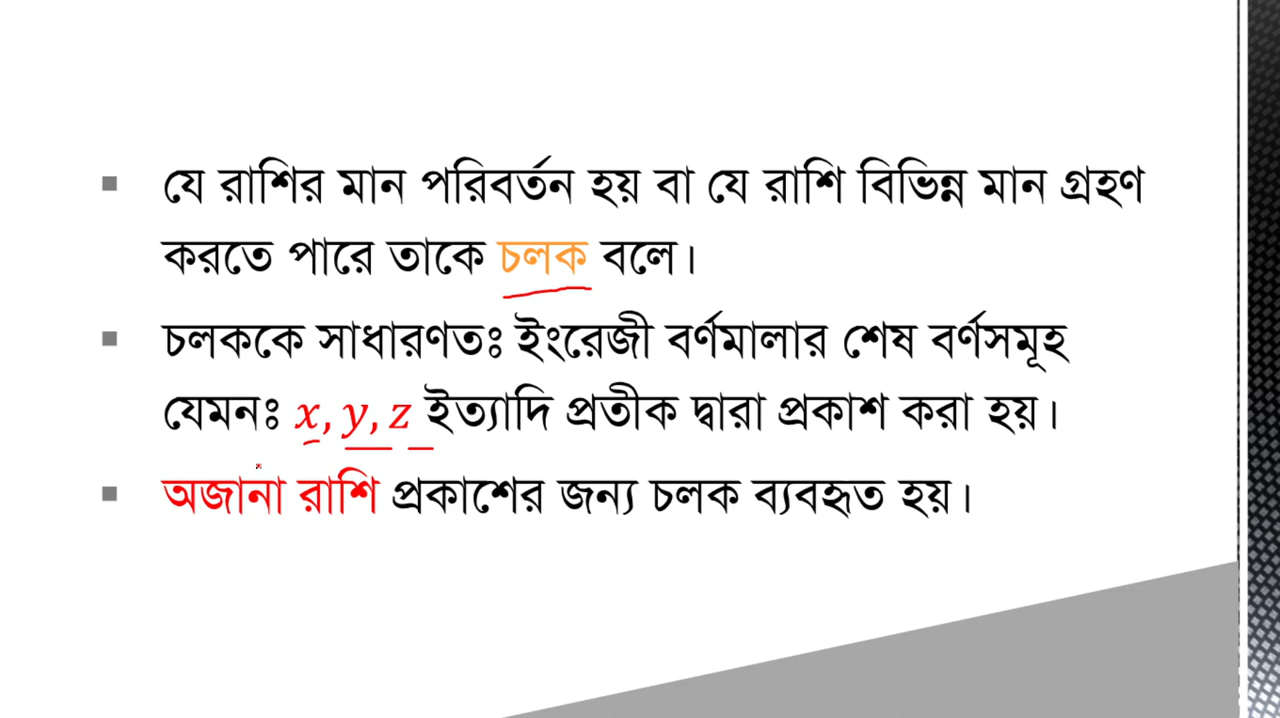 যে রাশির মান পরিবর্তন হয় বা যে রাশি বিভিন্ন মান গ্রহণ
করতে পারে তাকে চলক বলে।
চলককে সাধারণতঃ ইংরেজী বর্ণমালার শেষ বর্ণসমূহ
যেমনঃ x, y, z ইত্যাদি প্রতীক দ্বারা প্রকাশ করা হয়।
অজানা রাশি প্রকাশের জন্য চলক ব্যবহৃত হয়।